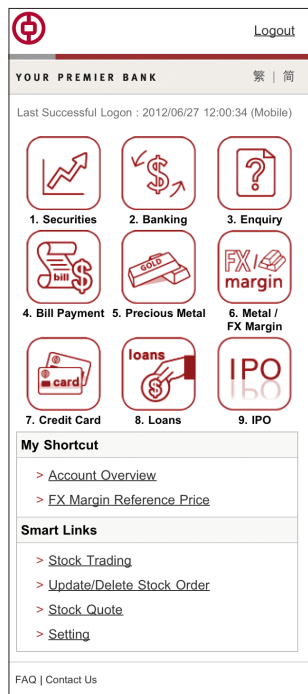 Logout
YOUR PREMIER BANK 繁 | 简
Last Successful Logon : 2012/06/27 12:00:34 (Mobile)
$
?
1. Securities 2. Banking 3. Enquiry
bill $
GOLD
FX/
margin
4. Bill Payment 5. Precious Metal 6. Metal /
FX Margin
card
loans
$
IPO
7. Credit Card 8. Loans 9. IPO
My Shortcut
> Account Overview
> FX Margin Reference Price
Smart Links
> Stock Trading
> Update/Delete Stock Order
> Stock Quote
> Setting
FAQ | Contact Us